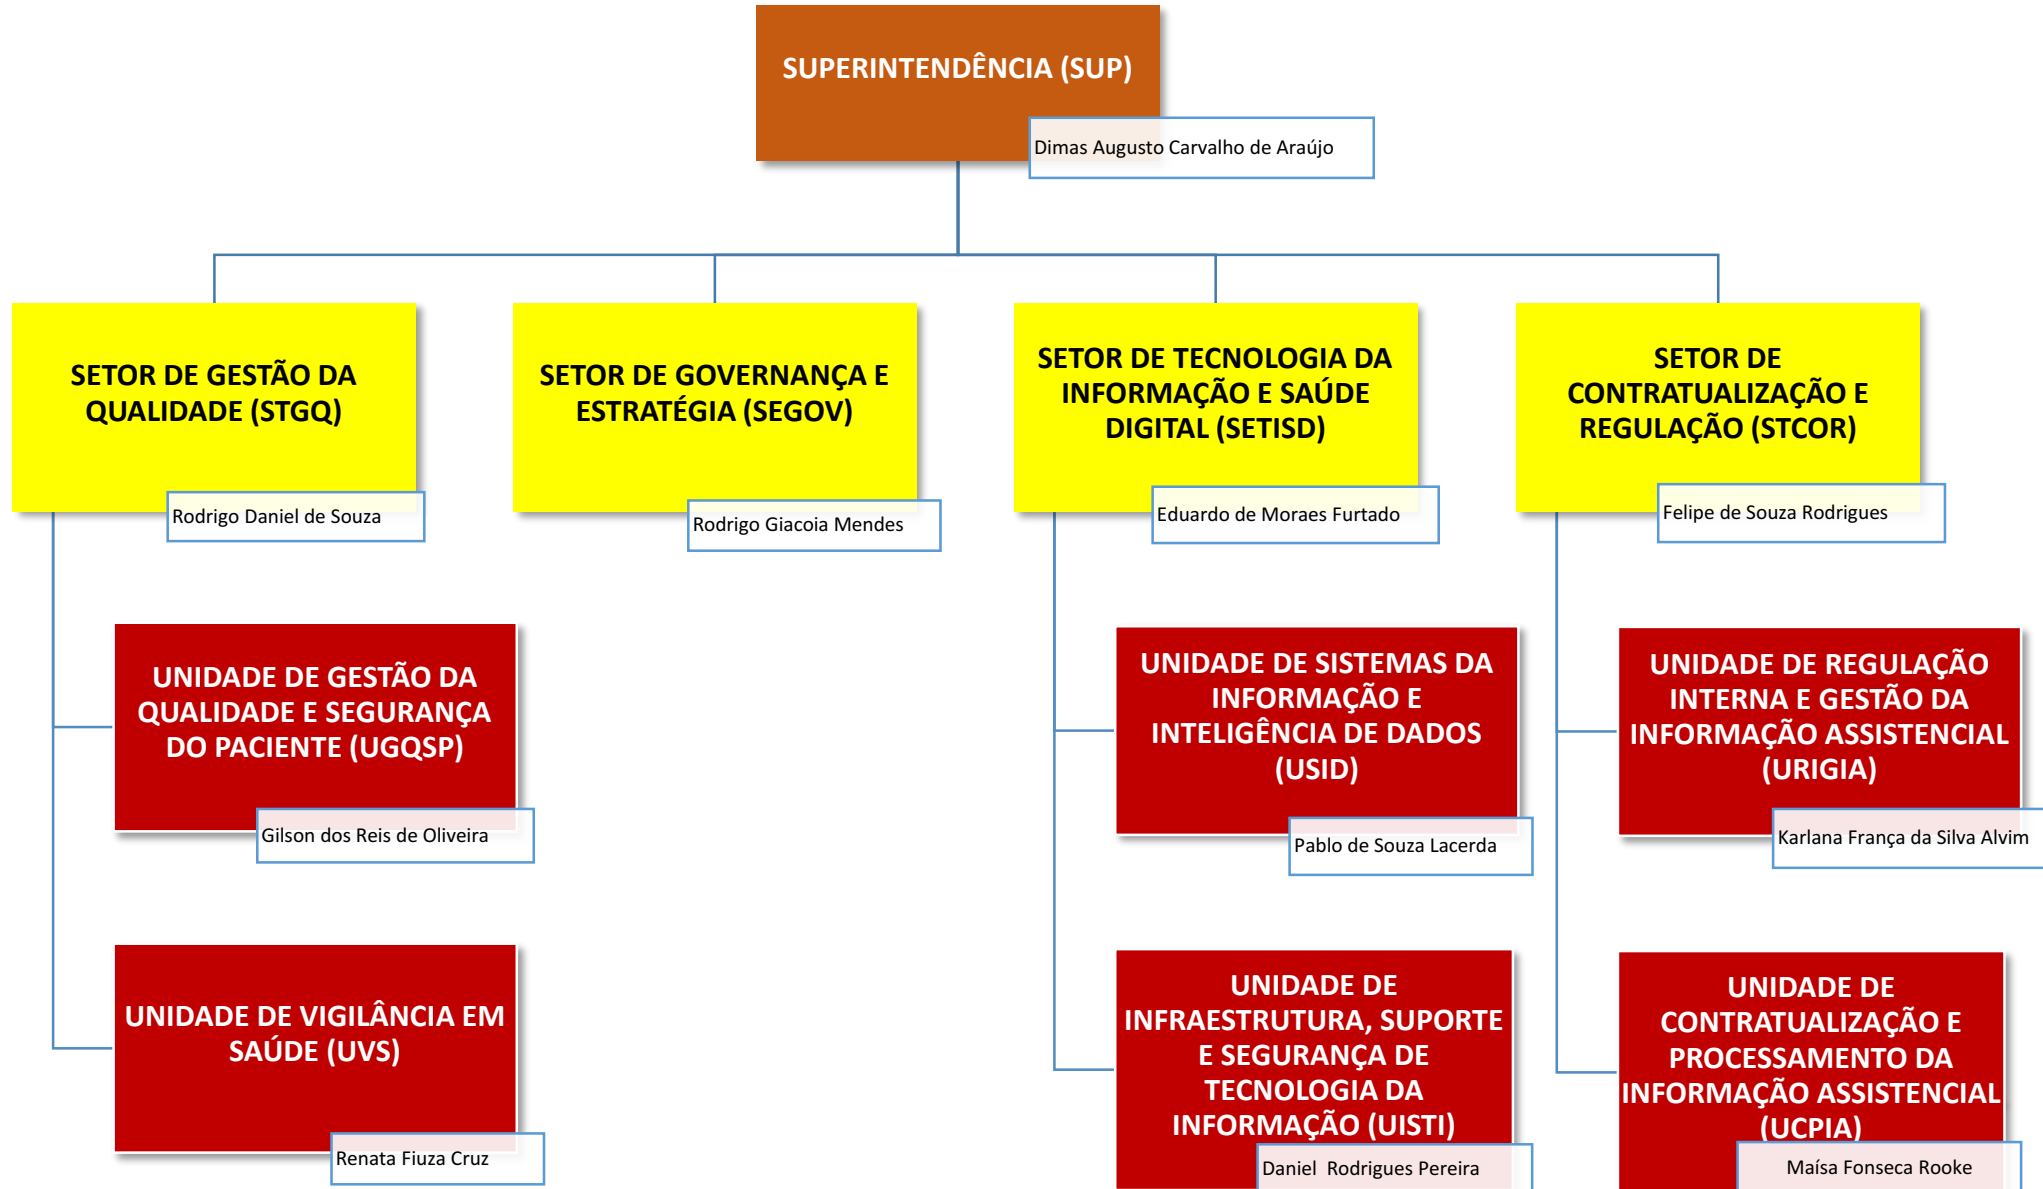 SUPERINTENDÊNCIA (SUP)
Dimas Augusto Carvalho de Araújo
SETOR DE GESTÃO DA
QUALIDADE (STGQ)
Rodrigo Daniel de Souza
SETOR DE GOVERNANÇA E
ESTRATÉGIA (SEGOV)
Rodrigo Giacoia Mendes
SETOR DE TECNOLOGIA DA
INFORMAÇÃO E SAÚDE
DIGITAL (SETISD)
Eduardo de Moraes Furtado
SETOR DE
CONTRATUALIZAÇÃO E
REGULAÇÃO (STCOR)
Felipe de Souza Rodrigues
UNIDADE DE GESTÃO DA
QUALIDADE E SEGURANÇA
DO PACIENTE (UGQSP)
Gilson dos Reis de Oliveira
UNIDADE DE SISTEMAS DA
INFORMAÇÃO E
INTELIGÊNCIA DE DADOS
(USID)
Pablo de Souza Lacerda
UNIDADE DE REGULAÇÃO
INTERNA E GESTÃO DA
INFORMAÇÃO ASSISTENCIAL
(URIGIA)
Karlana França da Silva Alvim
UNIDADE DE VIGILÂNCIA EM
SAÚDE (UVS)
Renata Fiuza Cruz
UNIDADE DE
INFRAESTRUTURA, SUPORTE
E SEGURANÇA DE
TECNOLOGIA DA
INFORMAÇÃO (UISTI)
Daniel  Rodrigues Pereira
UNIDADE DE
CONTRATUALIZAÇÃO E
PROCESSAMENTO DA
INFORMAÇÃO ASSISTENCIAL
(UCPIA)
Maísa Fonseca Rooke